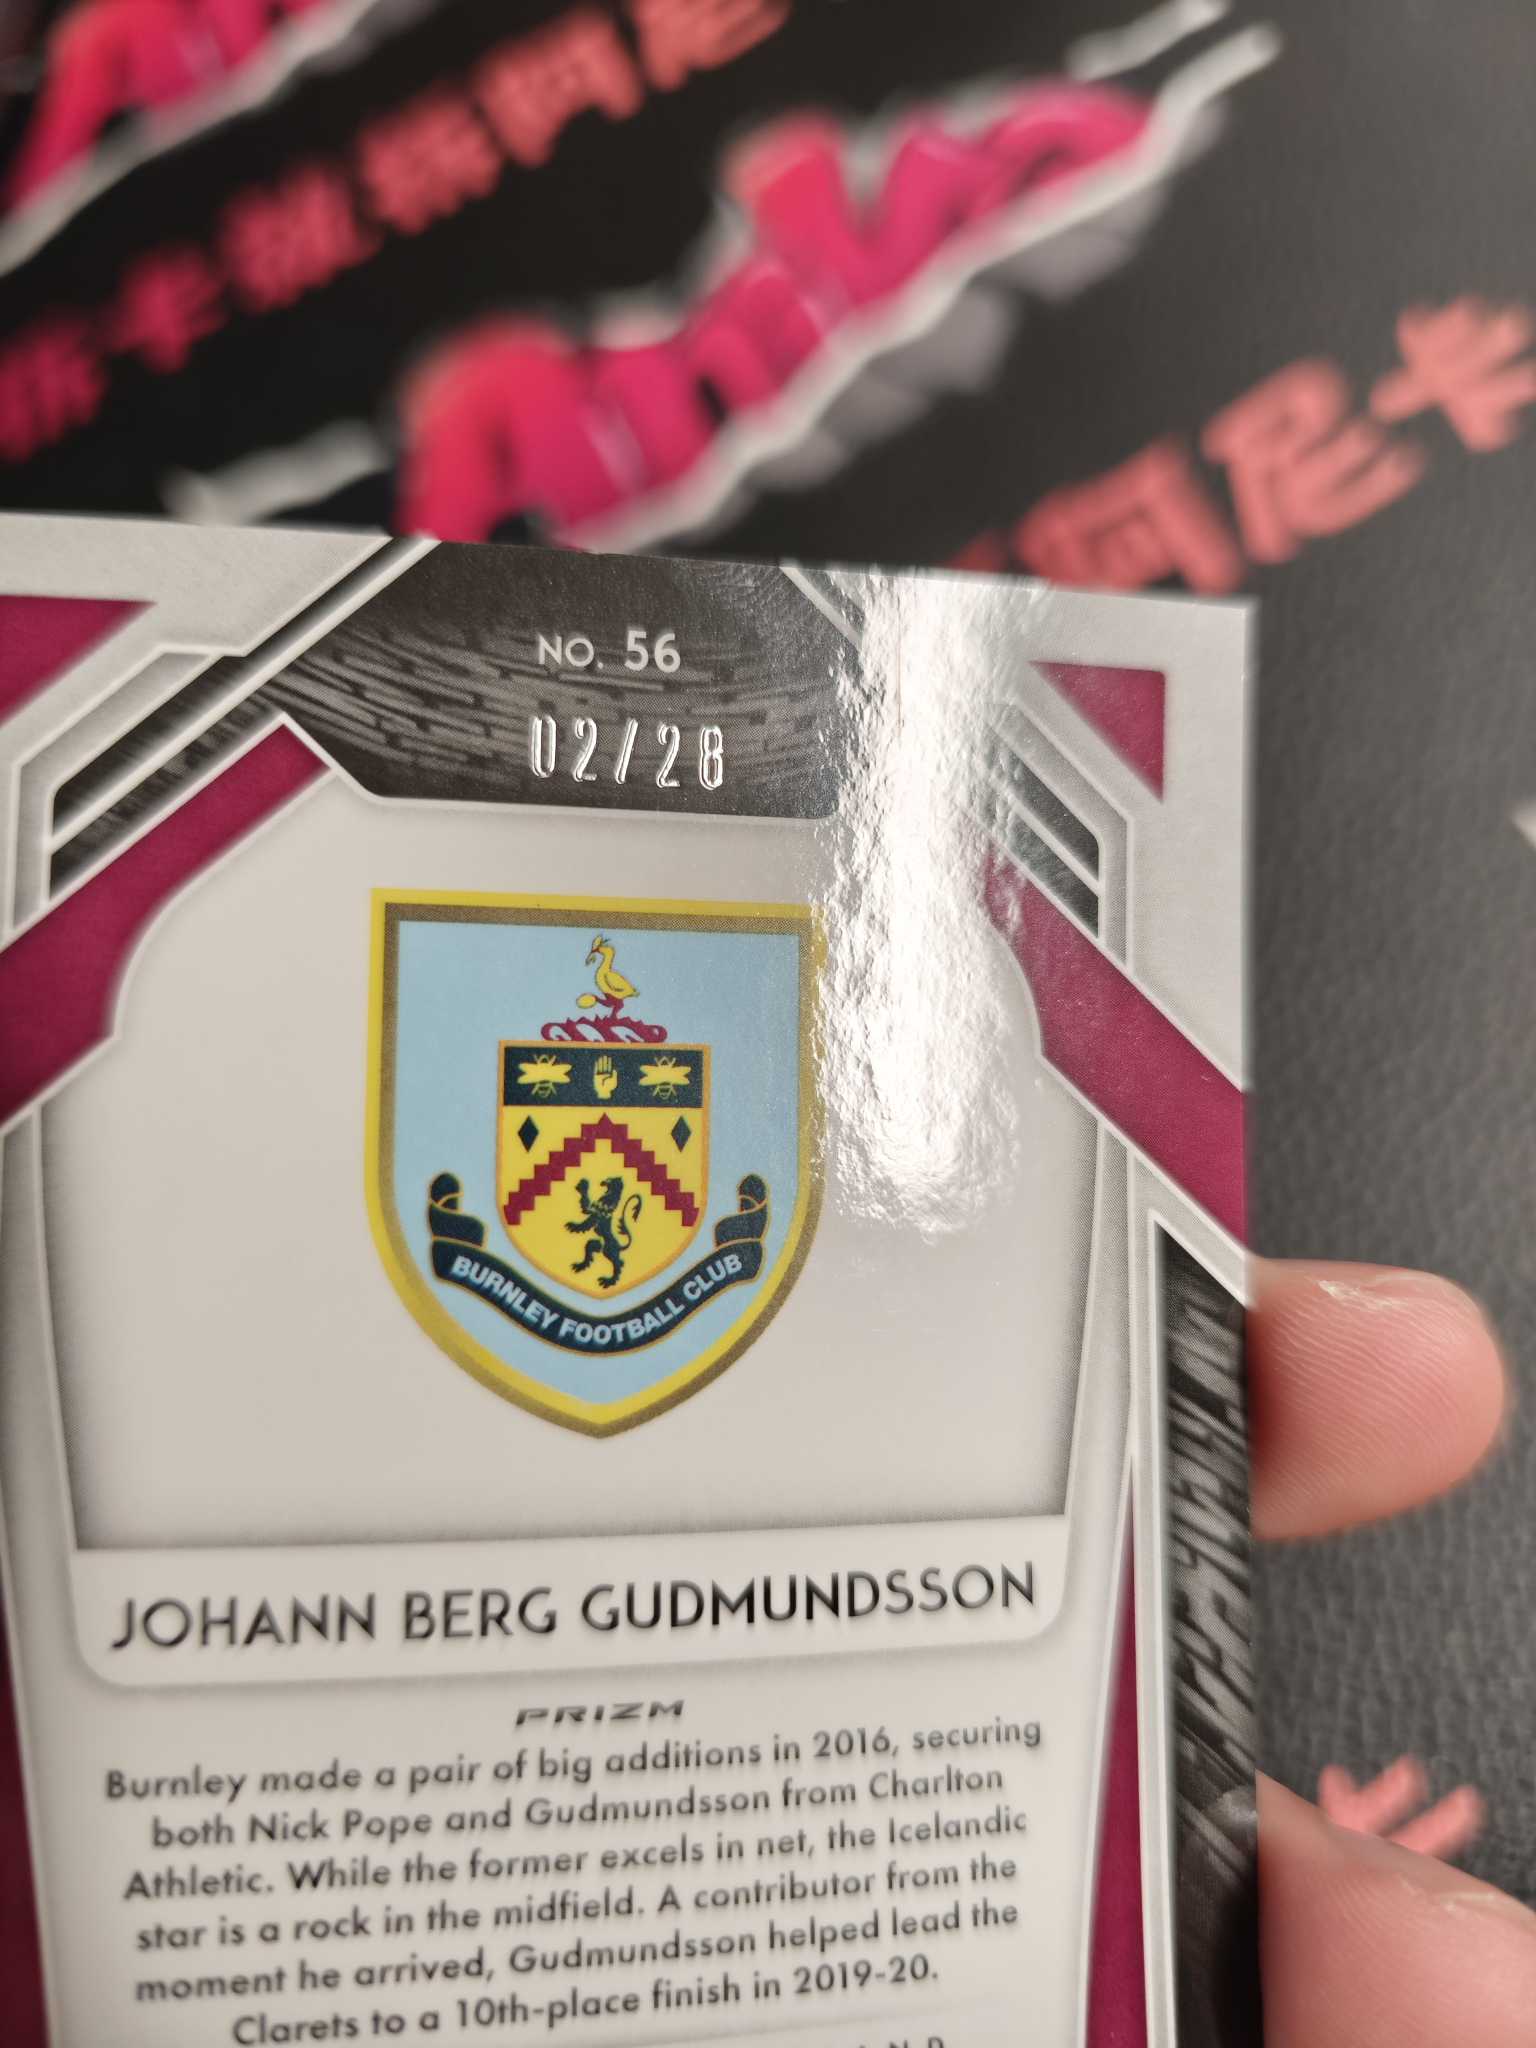 阿尼卡
NO. 56
02/28
BURNLEY FOOTBALL CLUB
JOHANN BERG GUDMUNDSSON
PRIZM
Burnley made a pair of big additions in 2016, securing
both Nick Pope and Gudmundsson from Charlton
Athletic. While the former excels in net, the Icelandic
star is a rock in the midfield. A contributor from the
moment he arrived, Gudmundsson helped lead the
Clarets to a 10th-place finish in 2019-20.